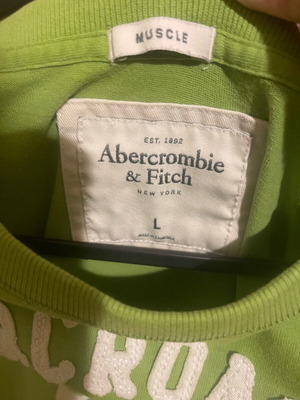 MUSCLE
EST. 1892
Abercrombie
& Fitch
NEW YORK
L